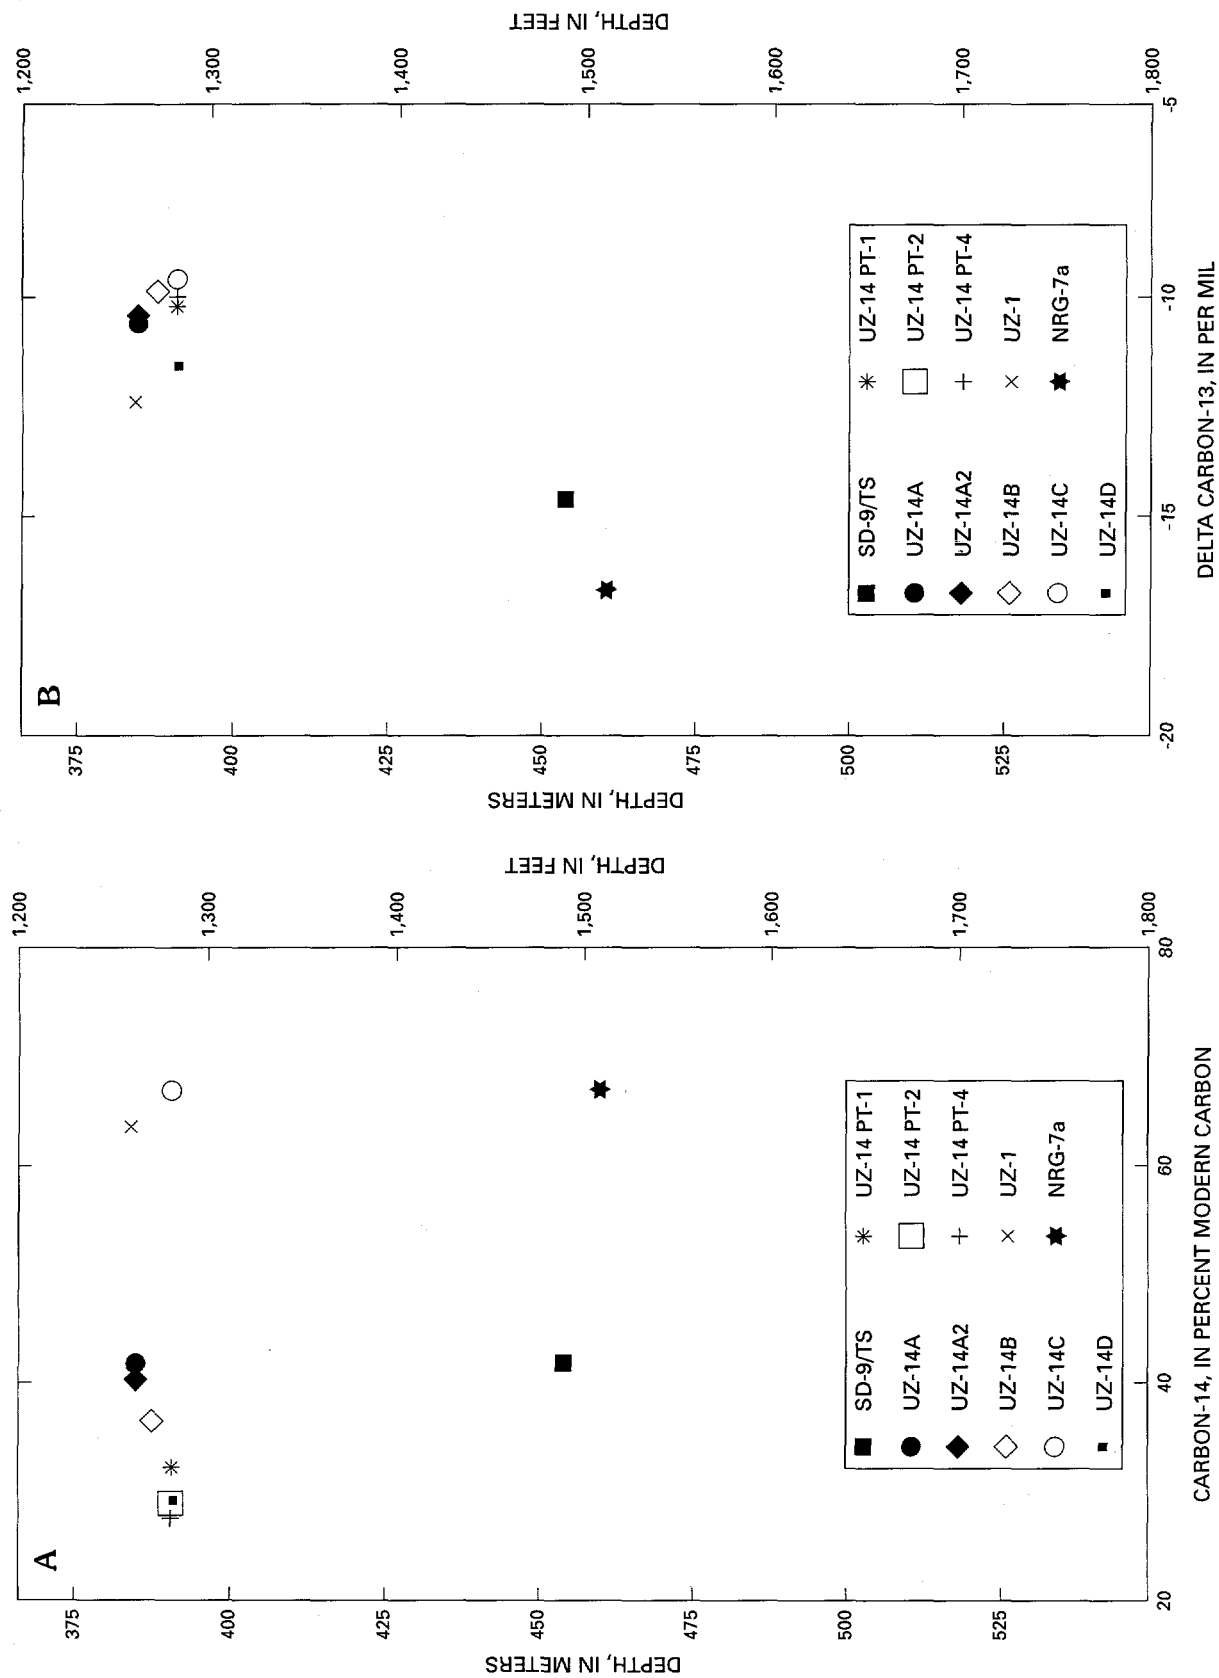 A
DEPTH, IN METERS
375
400
425
450
475
500
525
20
40
60
80
CARBON-14, IN PERCENT MODERN CARBON
1,200
1,300
1,400
1,500
1,600
1,700
1,800
DEPTH, IN FEET
SD-9/TS
UZ-14A
UZ-14A2
UZ-14B
UZ-14C
UZ-14D
UZ-14 PT-1
UZ-14 PT-2
UZ-14 PT-4
UZ-1
NRG-7a
B
DEPTH, IN METERS
375
400
425
450
475
500
525
-20
-15
-10
-5
DELTA CARBON-13, IN PER MIL
1,200
1,300
1,400
1,500
1,600
1,700
1,800
DEPTH, IN FEET
SD-9/TS
UZ-14A
UZ-14A2
UZ-14B
UZ-14C
UZ-14D
UZ-14 PT-1
UZ-14 PT-2
UZ-14 PT-4
UZ-1
NRG-7a